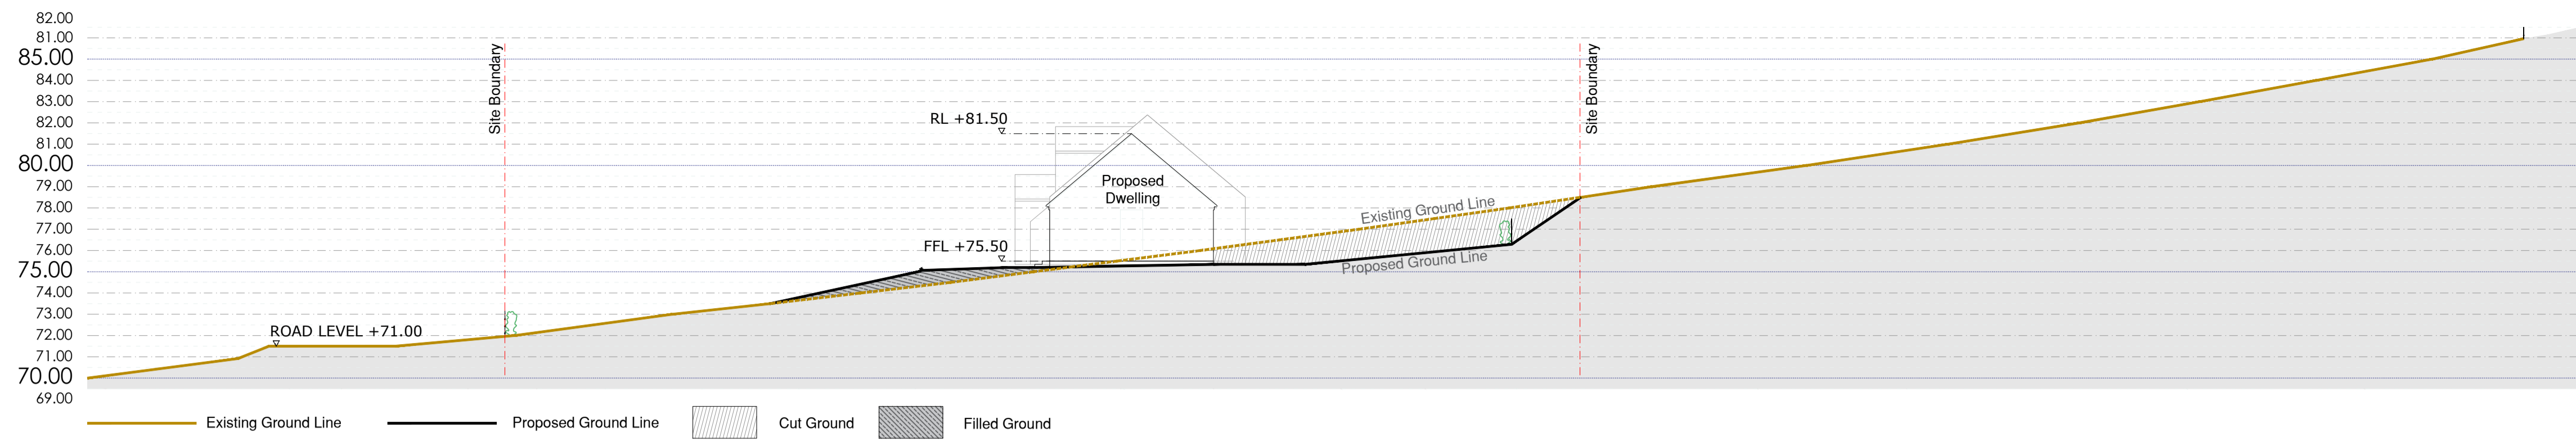 82.00
81.00
85.00
84.00
83.00
82.00
81.00
80.00
79.00
78.00
77.00
76.00
75.00
74.00
73.00
72.00
71.00
70.00
69.00
Site Boundary
Site Boundary
RL +81.50
Proposed
Dwelling
FFL +75.50
Existing Ground Line
Proposed Ground Line
ROAD LEVEL +71.00
Existing Ground Line
Proposed Ground Line
Cut Ground
Filled Ground